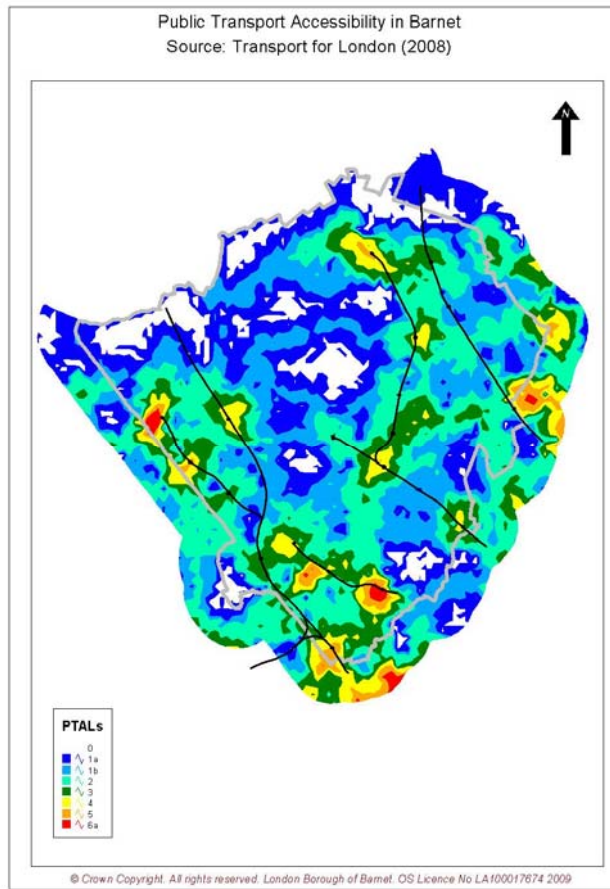 Public Transport Accessibility in Barnet
Source: Transport for London (2008)
N
PTALs
0
1a
1b
2
3
4
5
6a
© Crown Copyright. All rights reserved. London Borough of Barnet. OS Licence No LA100017674 2009